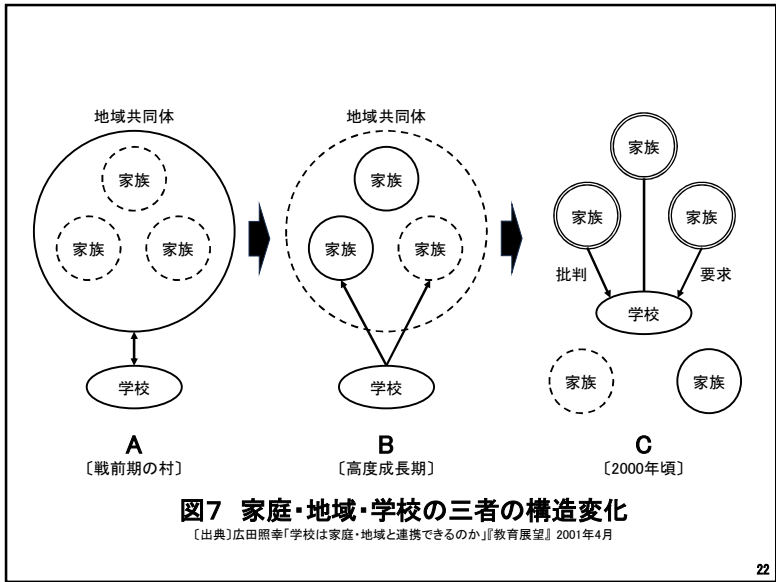 地域共同体
家族
家族
家族
学校
A
〔戦前期の村〕
地域共同体
家族
家族
家族
学校
B
〔高度成長期〕
家族
家族
家族
批判
要求
学校
家族
家族
C
〔2000年頃〕
図7 家庭・地域・学校の三者の構造変化
〔出典〕広田照幸「学校は家庭・地域と連携できるのか」『教育展望』 2001年4月
22